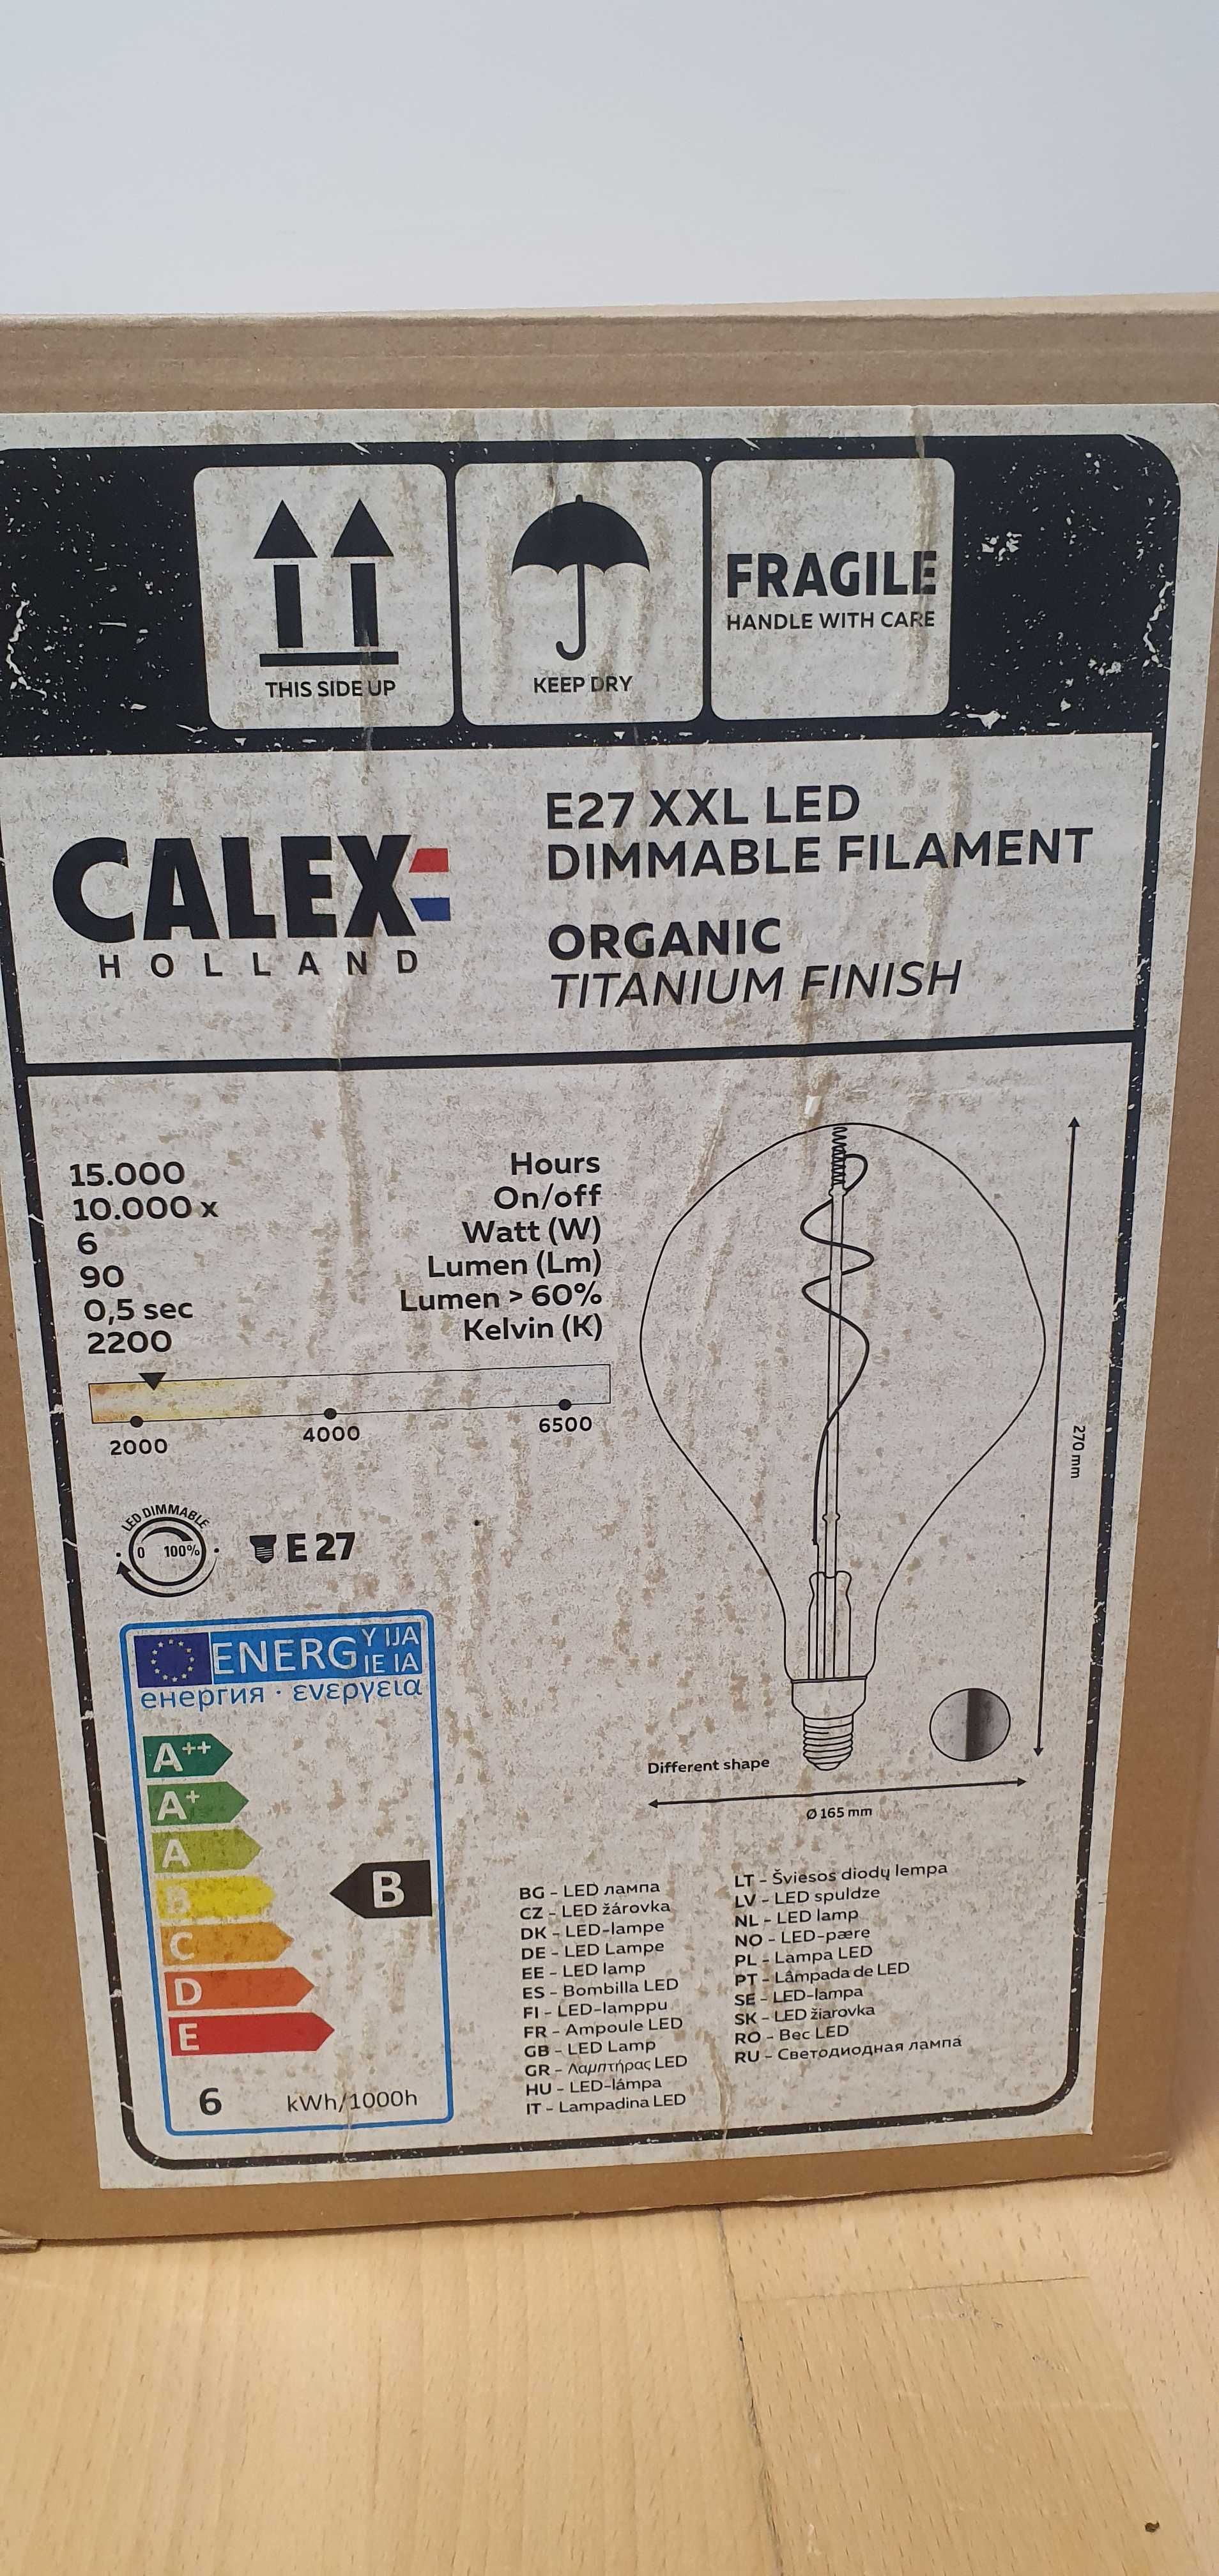 THIS SIDE UP
KEEP DRY
FRAGILE
HANDLE WITH CARE
CALEX
HOLLAND
E27 XXL LED
DIMMABLE FILAMENT
ORGANIC
TITANIUM FINISH
15.000 Hours
10.000 x On/off
6 Watt (W)
90 Lumen (Lm)
0,5 sec Lumen > 60%
2200 Kelvin (K)
2000 4000 6500
LED DIMMABLE
0 100%
E 27
270 mm
Different shape
Ø 165 mm
ENERG Y IJA
IE IA
енергия · ενεργεια
A++
A+
A
B
B
C
D
E
6 kWh/1000h
BG - LED лампа
CZ - LED žárovka
DK - LED-lampe
DE - LED Lampe
EE - LED lamp
ES - Bombilla LED
FI - LED-lamppu
FR - Ampoule LED
GB - LED Lamp
GR - Λαμπτήρας LED
HU - LED-lámpa
IT - Lampadina LED
LT - Šviesos diodų lempa
LV - LED spuldze
NL - LED lamp
NO - LED-pære
PL - Lampa LED
PT - Lâmpada de LED
SE - LED-lampa
SK - LED žiarovka
RO - Bec LED
RU - Светодиодная лампа